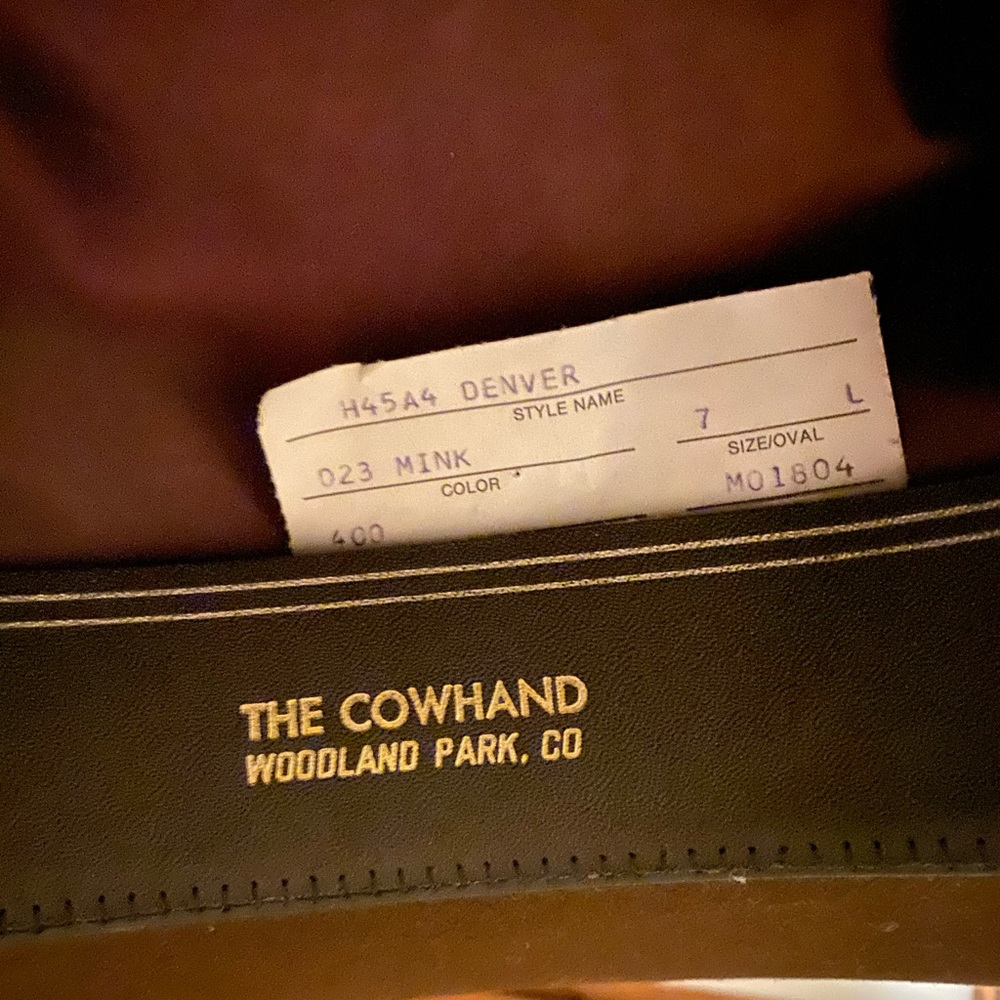 H45A4 DENVER
STYLE NAME
023 MINK
COLOR
7 L
SIZE/OVAL
400
M01804
THE COWHAND
WOODLAND PARK, CO